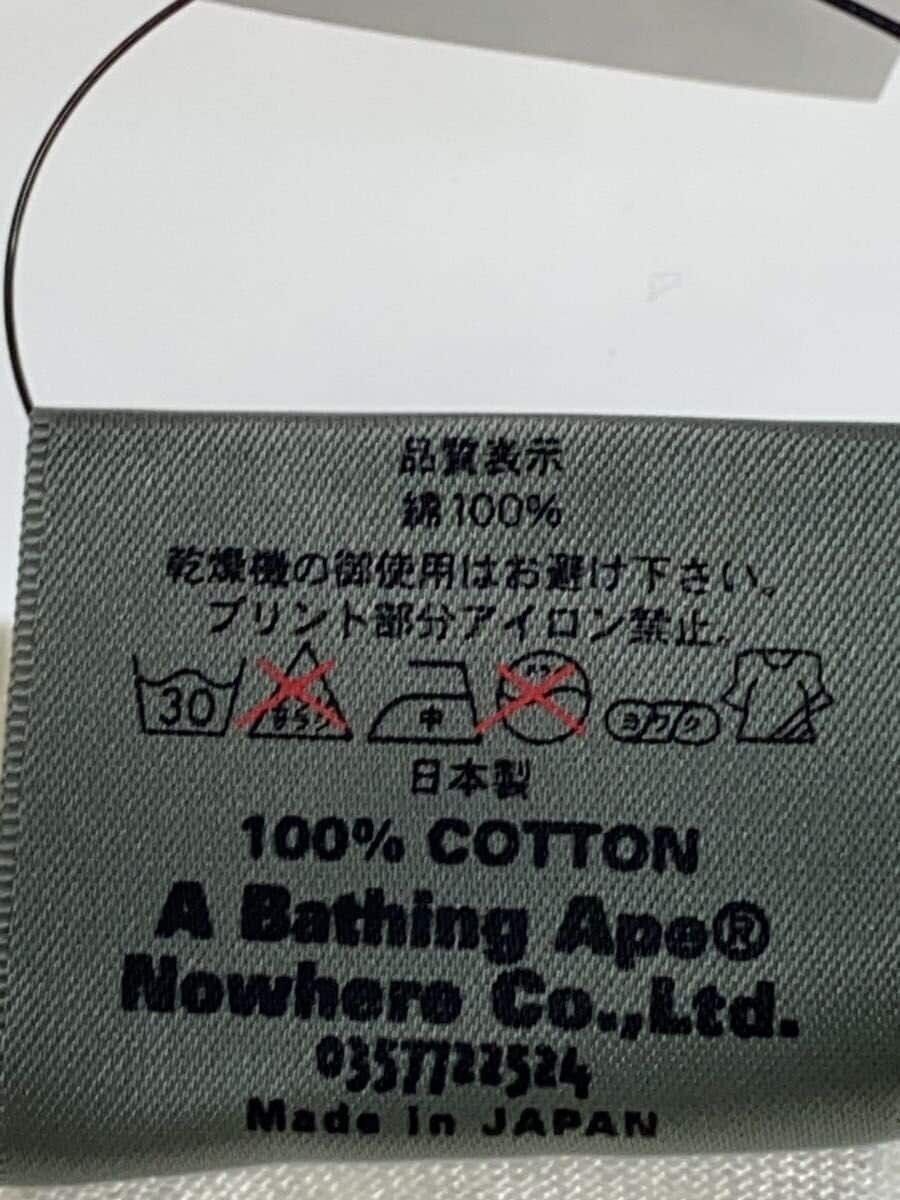 品質表示
綿100%
乾燥機の御使用はお避け下さい。
プリント部分アイロン禁止。
30 中 ヨワク
日本製
100% COTTON
A Bathing Ape®
Nowhere Co.,Ltd.
0357722524
Made in JAPAN